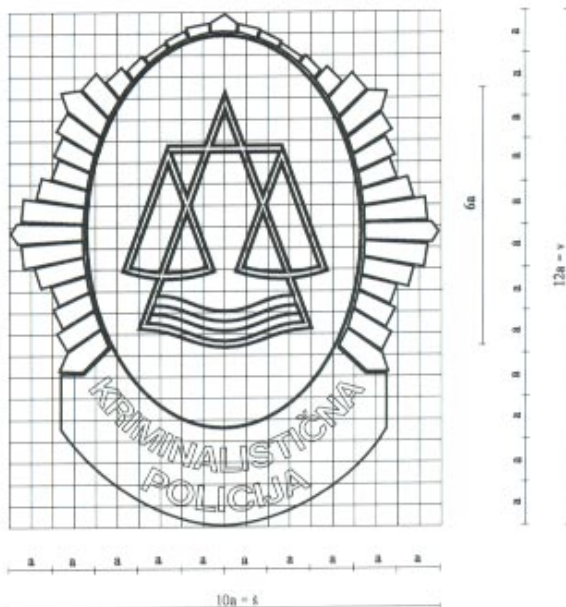 KRIMINALISTIČNA
POLICIJA
6a
a a a a a a a a a a a a
12a = v
a a a a a a a a a a
10a = š